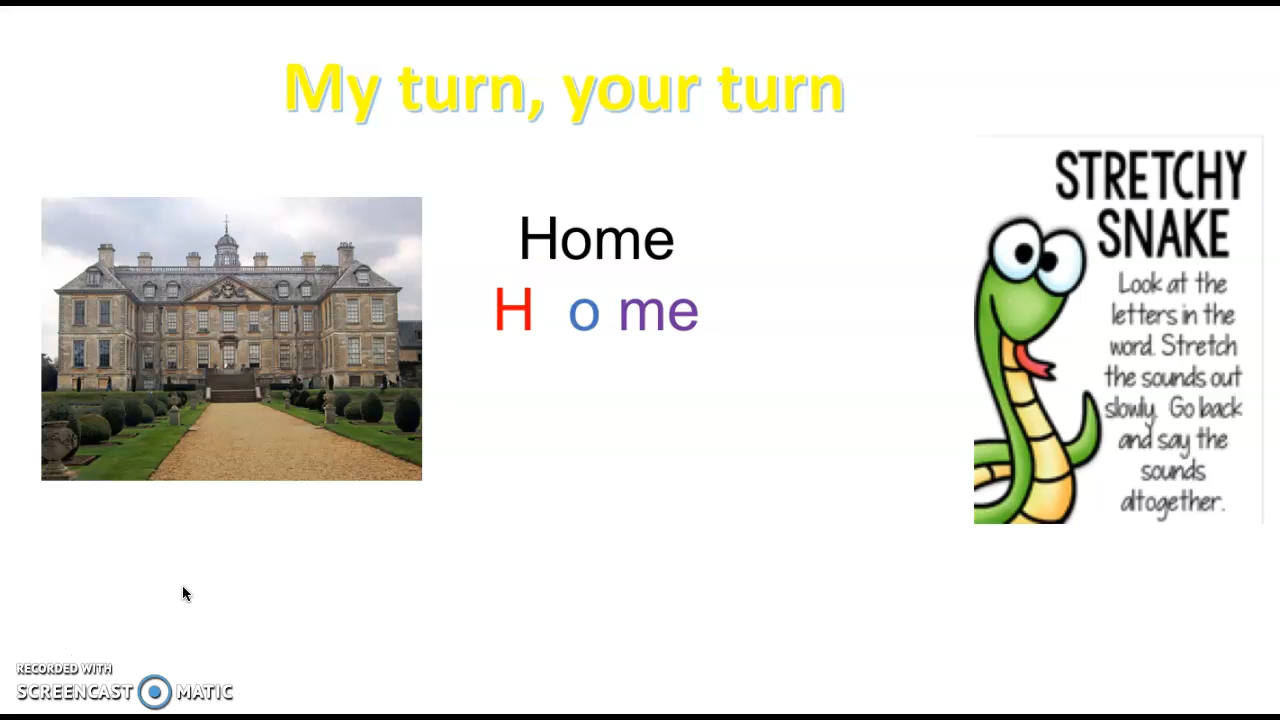 My turn, your turn
Home
H o me
STRETCHY
SNAKE
Look at the
letters in the
word. Stretch
the sounds out
slowly. Go back
and say the
sounds
altogether.
RECORDED WITH
SCREENCAST MATIC